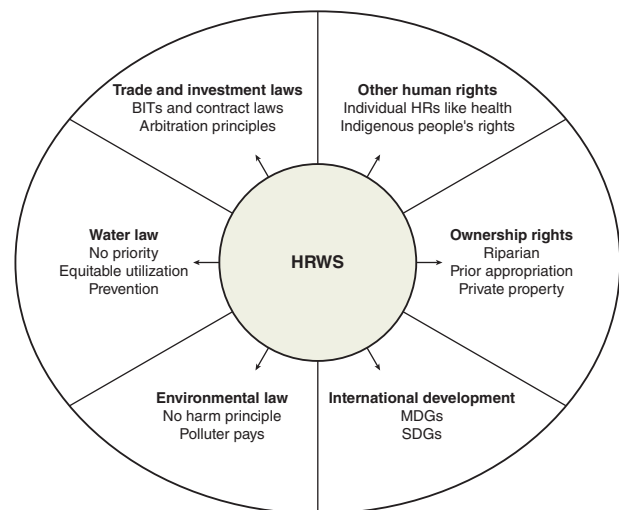 Trade and investment laws
BITs and contract laws
Arbitration principles
Other human rights
Individual HRs like health
Indigenous people's rights
Water law
No priority
Equitable utilization
Prevention
HRWS
Ownership rights
Riparian
Prior appropriation
Private property
Environmental law
No harm principle
Polluter pays
International development
MDGs
SDGs